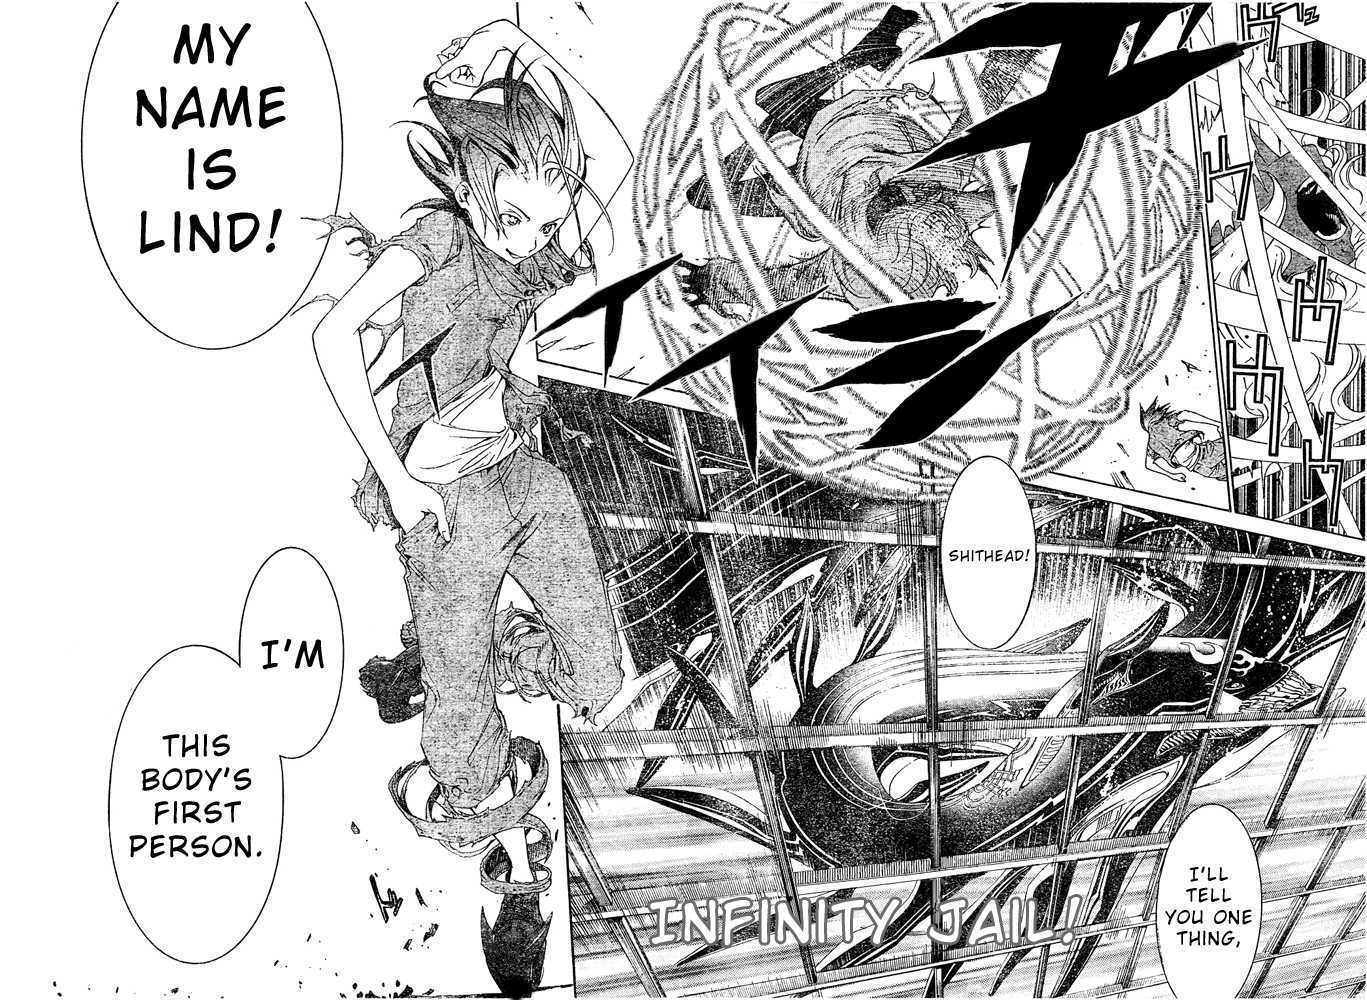 SHITHEAD!
INFINITY JAIL!
I'LL
TELL
YOU ONE
THING,
MY
NAME
IS
LIND!
I'M
THIS
BODY'S
FIRST
PERSON.